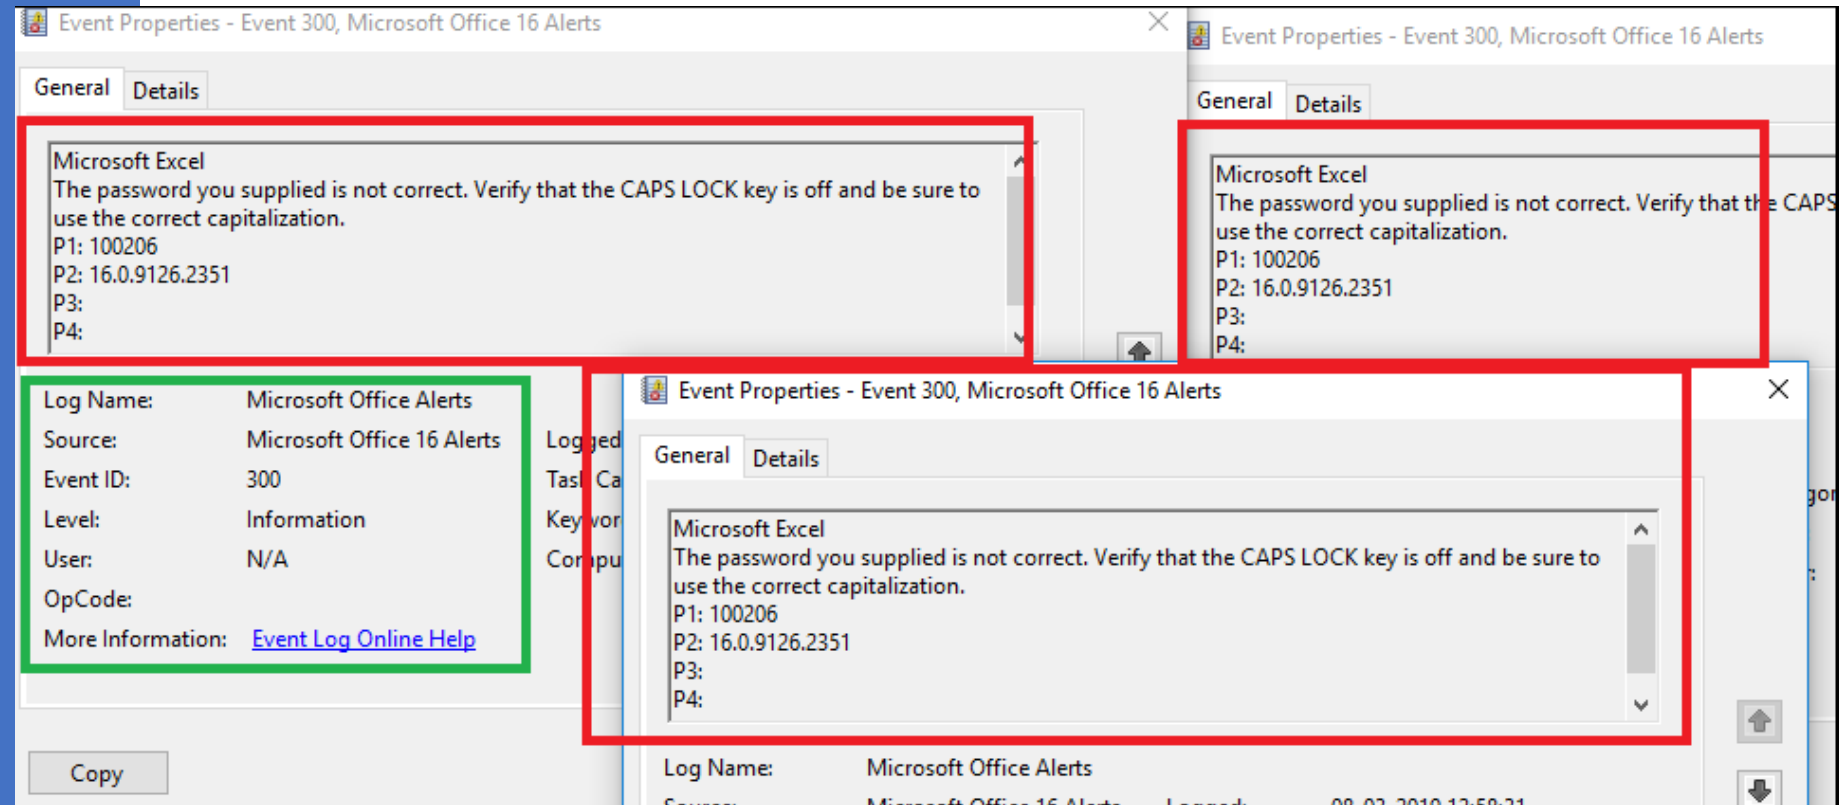 Event Properties - Event 300, Microsoft Office 16 Alerts
General Details
Microsoft Excel
The password you supplied is not correct. Verify that the CAPS LOCK key is off and be sure to
use the correct capitalization.
P1: 100206
P2: 16.0.9126.2351
P3:
P4:
Log Name: Microsoft Office Alerts
Source: Microsoft Office 16 Alerts Logged
Event ID: 300
Level: Information
User: N/A
OpCode:
More Information: Event Log Online Help
Copy
Event Properties - Event 300, Microsoft Office 16 Alerts
General Details
Microsoft Excel
The password you supplied is not correct. Verify that the CAPS
use the correct capitalization.
P1: 100206
P2: 16.0.9126.2351
P3:
P4:
Event Properties - Event 300, Microsoft Office 16 Alerts
General Details
Microsoft Excel
The password you supplied is not correct. Verify that the CAPS LOCK key is off and be sure to
use the correct capitalization.
P1: 100206
P2: 16.0.9126.2351
P3:
P4:
Log Name: Microsoft Office Alerts
Source: Microsoft Office 16 Alerts Logged: